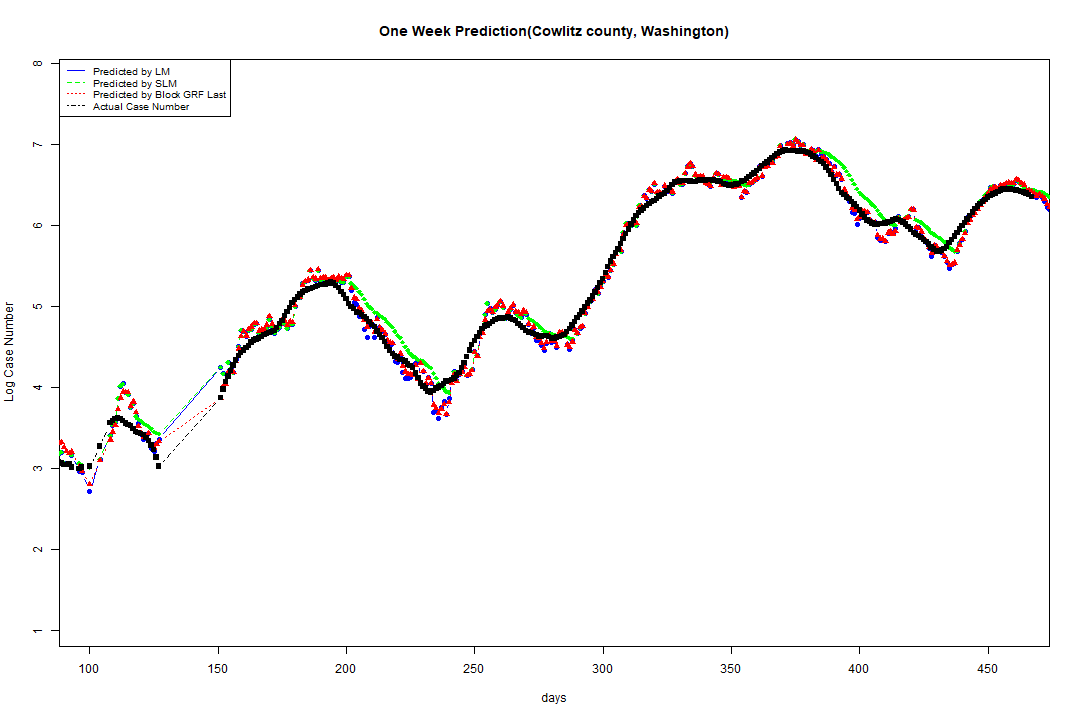 One Week Prediction(Cowlitz county, Washington)
Predicted by LM
Predicted by SLM
Predicted by Block GRF Last
Actual Case Number
8
7
6
5
4
3
2
1
Log Case Number
100 150 200 250 300 350 400 450
days